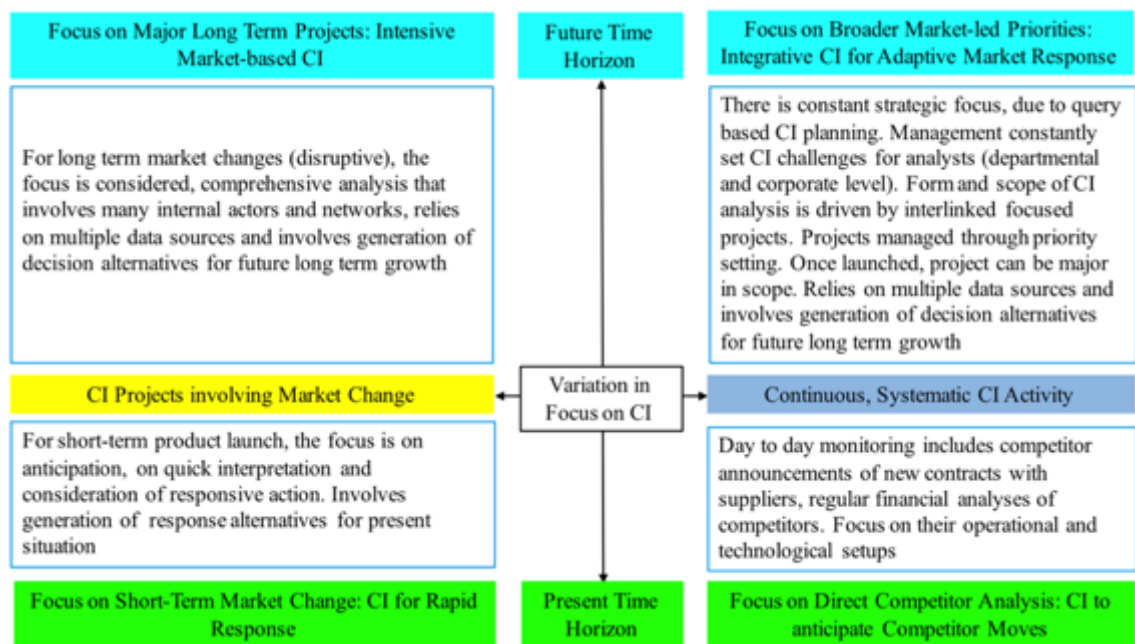 Focus on Major Long Term Projects: Intensive
Market-based CI
Future Time
Horizon
Focus on Broader Market-led Priorities:
Integrative CI for Adaptive Market Response
For long term market changes (disruptive), the
focus is considered, comprehensive analysis that
involves many internal actors and networks, relies
on multiple data sources and involves generation of
decision alternatives for future long term growth
There is constant strategic focus, due to query
based CI planning. Management constantly
set CI challenges for analysts (departmental
and corporate level). Form and scope of CI
analysis is driven by interlinked focused
projects. Projects managed through priority
setting. Once launched, project can be major
in scope. Relies on multiple data sources and
involves generation of decision alternatives
for future long term growth
CI Projects involving Market Change
Variation in
Focus on CI
Continuous, Systematic CI Activity
For short-term product launch, the focus is on
anticipation, on quick interpretation and
consideration of responsive action. Involves
generation of response alternatives for present
situation
Day to day monitoring includes competitor
announcements of new contracts with
suppliers, regular financial analyses of
competitors. Focus on their operational and
technological setups
Focus on Short-Term Market Change: CI for Rapid
Response
Present Time
Horizon
Focus on Direct Competitor Analysis: CI to
anticipate Competitor Moves